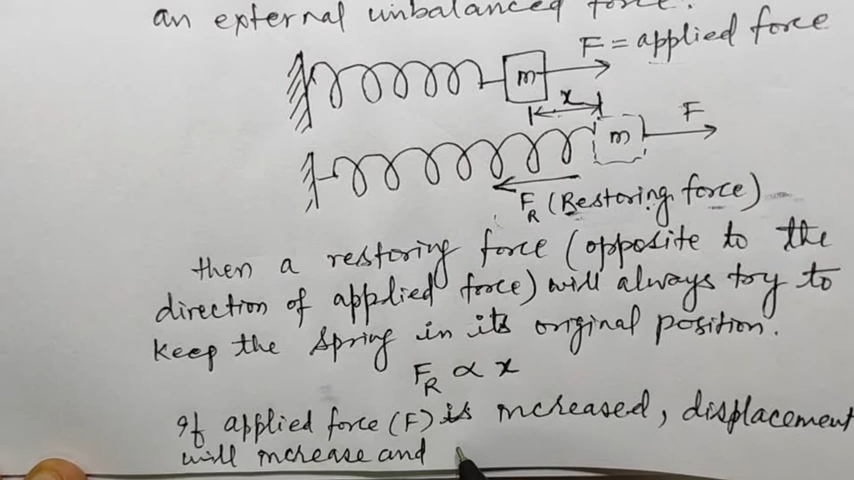 an external unbalanced force.
F = applied force
m
x
F
m
F_R (Restoring force)
then a restoring force (opposite to the
direction of applied force) will always try to
keep the spring in its original position.
F_R ∝ x
If applied force (F) is increased, displacement
will increase and